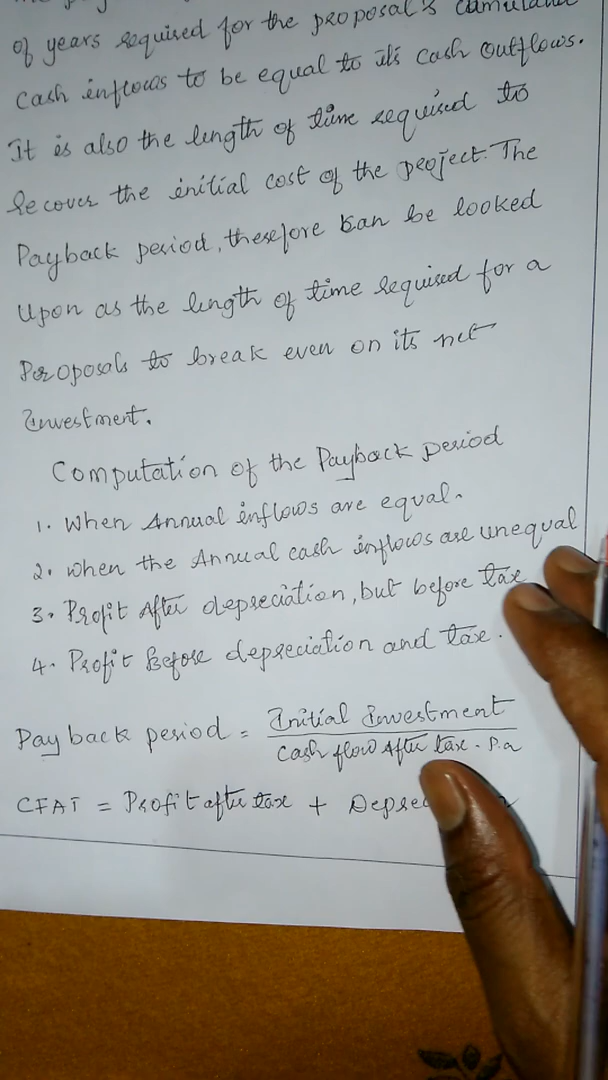 of years required for the proposal's cumulative
cash inflows to be equal to its cash outflows.
It is also the length of time required to
Recover the initial cost of the project. The
Payback period, therefore can be looked
Upon as the length of time required for a
Proposals to break even on its net
Investment.
Computation of the Payback period
1. When Annual inflows are equal.
2. when the Annual cash inflows are unequal
3. Profit After depreciation, but before tax
4. Profit Before depreciation and tax.
Pay back period = Initial Investment
Cash flow After tax. P.a
CFAT = Profit after tax + Depre